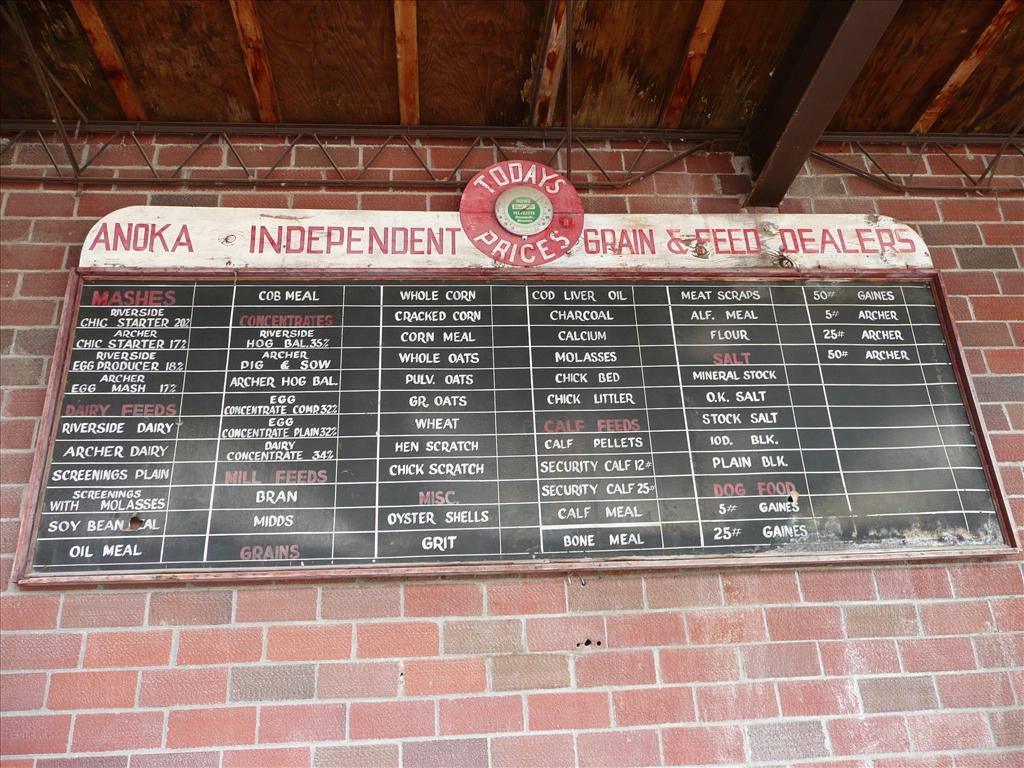 TODAYS
PRICES
ANOKA INDEPENDENT GRAIN & FEED DEALERS
MASHES
RIVERSIDE
CHIC STARTER 20%
ARCHER
CHIC STARTER 17%
RIVERSIDE
EGG PRODUCER 18%
ARCHER
EGG MASH 17%
DAIRY FEEDS
RIVERSIDE DAIRY
ARCHER DAIRY
SCREENINGS PLAIN
SCREENINGS
WITH MOLASSES
SOY BEAN
OIL MEAL
COB MEAL
CONCENTRATES
RIVERSIDE
HOG BAL. 35%
ARCHER
PIG & SOW
ARCHER HOG BAL.
EGG
CONCENTRATE COMP. 32%
EGG
CONCENTRATE PLAIN 32%
DAIRY
CONCENTRATE 34%
MILL FEEDS
BRAN
MIDDS
GRAINS
WHOLE CORN
CRACKED CORN
CORN MEAL
WHOLE OATS
PULV. OATS
GR. OATS
WHEAT
HEN SCRATCH
CHICK SCRATCH
MISC.
OYSTER SHELLS
GRIT
COD LIVER OIL
CHARCOAL
CALCIUM
MOLASSES
CHICK BED
CHICK LITTLER
CALF FEEDS
CALF PELLETS
SECURITY CALF 12#
SECURITY CALF 25#
CALF MEAL
BONE MEAL
MEAT SCRAPS
ALF. MEAL
FLOUR
SALT
MINERAL STOCK
O.K. SALT
STOCK SALT
IOD. BLK.
PLAIN BLK.
DOG FOOD
5# GAINES
25# GAINES
50# GAINES
5# ARCHER
25# ARCHER
50# ARCHER